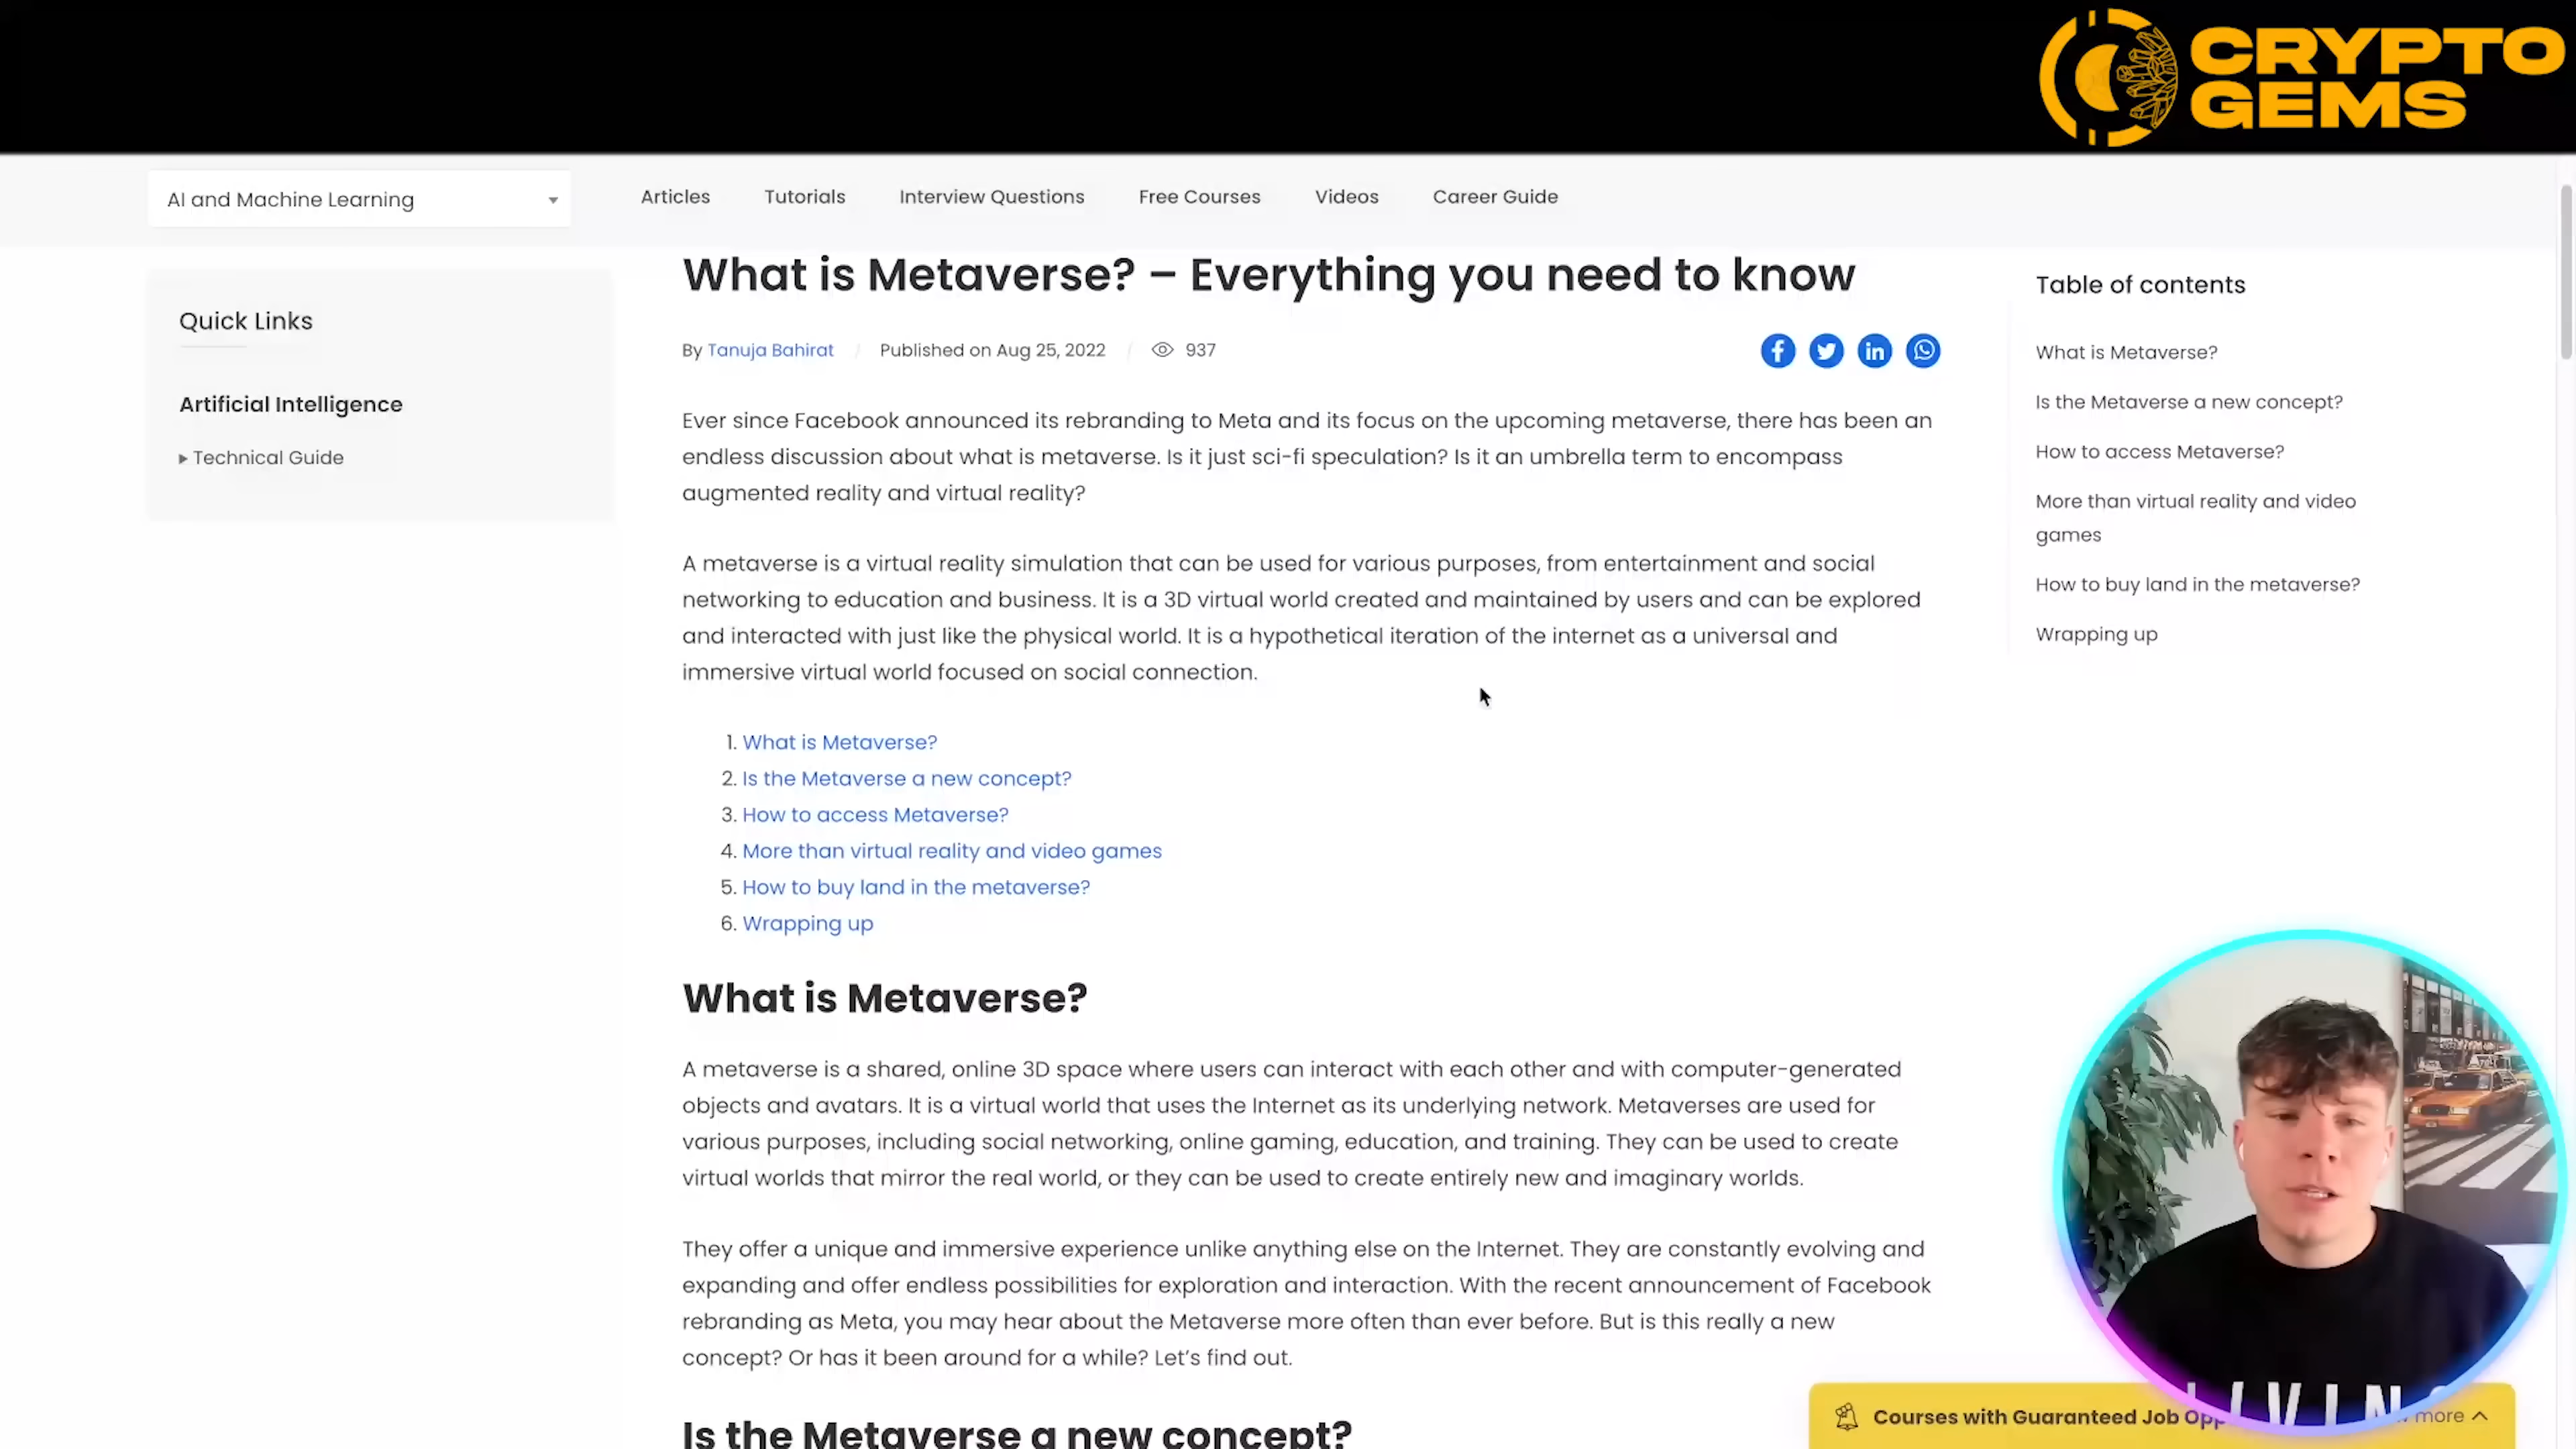 CRYPTO
GEMS
AI and Machine Learning
Articles
Tutorials
Interview Questions
Free Courses
Videos
Career Guide
Quick Links
Artificial Intelligence
Technical Guide
What is Metaverse? – Everything you need to know
By Tanuja Bahirat
Published on Aug 25, 2022
937
Ever since Facebook announced its rebranding to Meta and its focus on the upcoming metaverse, there has been an
endless discussion about what is metaverse. Is it just sci-fi speculation? Is it an umbrella term to encompass
augmented reality and virtual reality?
A metaverse is a virtual reality simulation that can be used for various purposes, from entertainment and social
networking to education and business. It is a 3D virtual world created and maintained by users and can be explored
and interacted with just like the physical world. It is a hypothetical iteration of the internet as a universal and
immersive virtual world focused on social connection.
1. What is Metaverse?
2. Is the Metaverse a new concept?
3. How to access Metaverse?
4. More than virtual reality and video games
5. How to buy land in the metaverse?
6. Wrapping up
What is Metaverse?
A metaverse is a shared, online 3D space where users can interact with each other and with computer-generated
objects and avatars. It is a virtual world that uses the Internet as its underlying network. Metaverses are used for
various purposes, including social networking, online gaming, education, and training. They can be used to create
virtual worlds that mirror the real world, or they can be used to create entirely new and imaginary worlds.
They offer a unique and immersive experience unlike anything else on the Internet. They are constantly evolving and
expanding and offer endless possibilities for exploration and interaction. With the recent announcement of Facebook
rebranding as Meta, you may hear about the Metaverse more often than ever before. But is this really a new
concept? Or has it been around for a while? Let's find out.
Is the Metaverse a new concept?
Table of contents
What is Metaverse?
Is the Metaverse a new concept?
How to access Metaverse?
More than virtual reality and video
games
How to buy land in the metaverse?
Wrapping up
Courses with Guaranteed Job
more